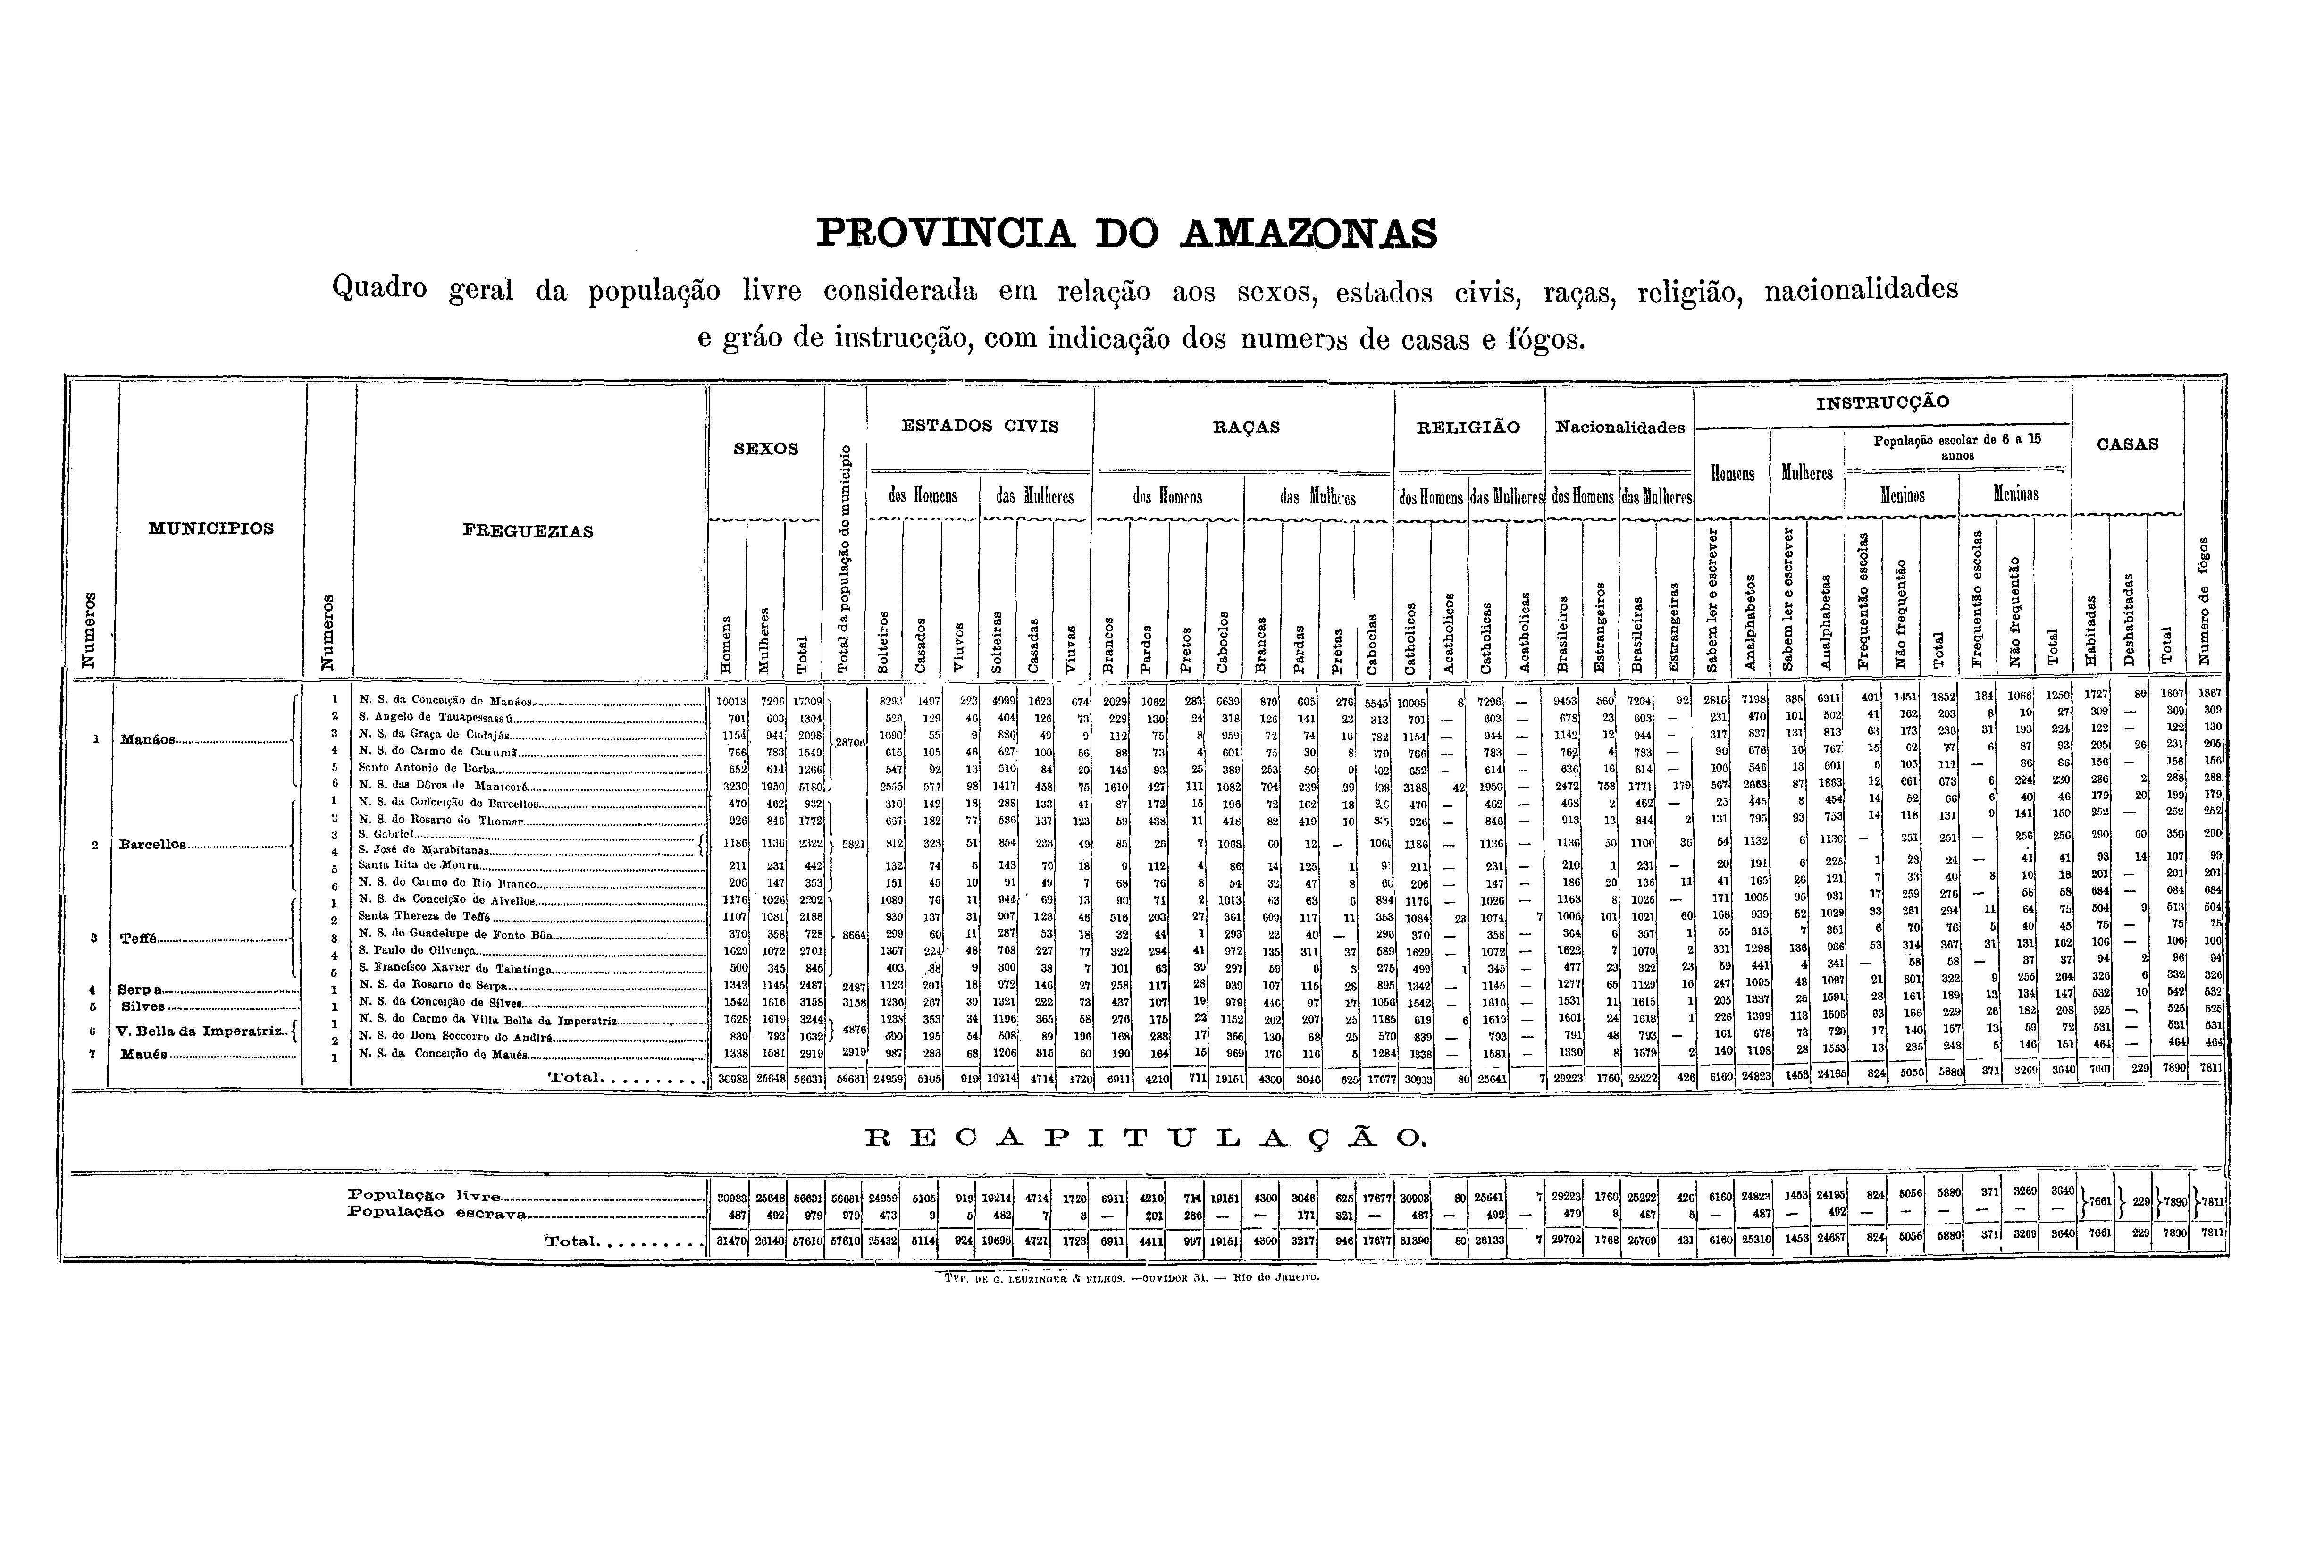 PROVINCIA DO AMAZONAS
Quadro geral da população livre considerada em relação aos sexos, estados civis, raças, religião, nacionalidades
e gráo de instrucção, com indicação dos numeros de casas e fógos.
Numeros
MUNICIPIOS
Numeros
FREGUEZIAS
SEXOS
Homens
Mulheres
Total
Total da população do municipio
ESTADOS CIVIS
dos Homens
das Mulheres
Solteiros
Casados
Viuvos
Solteiras
Casadas
Viuvas
RAÇAS
dos Homens
das Mulheres
Brancos
Pardos
Pretos
Caboclos
Brancas
Pardas
Pretas
Caboclas
RELIGIÃO
dos Homens
das Mulheres
Catholicos
Acatholicos
Catholicas
Acatholicas
Nacionalidades
dos Homens
das Mulheres
Brasileiros
Estrangeiros
Brasileiras
Estrangeiras
INSTRUCÇÃO
Homens
Mulheres
População escolar de 6 a 15
annos
Meninos
Meninas
Sabem ler e escrever
Analphabetos
Sabem ler e escrever
Analphabetas
Frequentão escolas
Não frequentão
Total
Frequentão escolas
Não frequentão
Total
CASAS
Habitadas
Deshabitadas
Total
Numero de fógos
1 Manáos
1 N. S. da Conceição de Manáos 10013 7296 17309 1497 223 4999 1623 674 2029 1062 283 6639 870 605 276 5545 10005 8 7296 — 9453 560 7204 92 2815 7198 385 6911 401 1451 1852 184 1066 1250 1727 80 1807 1867
2 S. Angelo de Tauapessassú 701 603 1304 526 129 46 404 126 73 229 130 24 318 126 141 23 313 701 — 603 — 678 23 603 — 231 470 101 502 41 162 203 8 19 27 309 — 309 309
3 N. S. da Graça de Cudajás 1154 944 2098 1090 55 9 886 49 9 112 75 8 959 72 74 16 782 1154 — 944 — 1142 12 944 — 317 837 131 813 63 173 236 31 193 224 122 — 122 130
4 N. S. do Carmo de Canumã 766 783 1549 615 105 46 627 100 56 88 73 4 601 75 30 8 766 — 783 — 762 4 783 — 90 676 16 767 15 62 77 6 87 93 205 26 231 205
5 Santo Antonio de Borba 652 614 1266 547 92 13 510 84 20 145 93 25 389 253 50 9 652 — 614 — 636 16 614 — 106 546 13 601 6 105 111 — 86 86 156 — 156 156
6 N. S. das Dôres de Manicoré 3230 1950 5180 2555 577 98 1417 458 75 1610 427 111 1082 704 239 3188 42 1950 — 2472 758 1771 179 567 2663 87 1863 12 661 673 6 224 230 286 2 288 288
28706
2 Barcellos
1 N. S. da Conceição de Barcellos 470 462 932 310 142 18 288 133 41 87 172 15 196 72 162 18 470 — 462 — 468 2 462 — 25 445 8 454 14 52 66 6 40 46 179 20 199 179
2 N. S. do Rosario de Thomar 926 846 1772 667 182 77 586 137 123 59 438 11 418 82 419 10 926 — 846 — 913 13 844 2 131 795 93 753 14 118 131 9 141 150 252 — 252 252
3 S. Gabriel
4 S. José de Marabitanas 1186 1136 2322 812 323 51 854 233 49 85 26 7 1068 60 12 — 1186 — 1136 — 1136 50 1100 36 54 1132 6 1130 — 251 251 — 256 256 290 60 350 290
5 Santa Rita de Moura 211 231 442 132 74 5 143 70 18 9 112 4 86 14 125 1 211 — 231 — 210 1 231 — 20 191 6 225 1 23 24 — 41 41 93 14 107 93
6 N. S. do Carmo do Rio Branco 206 147 353 151 45 10 91 49 7 68 76 8 54 32 47 8 60 206 — 147 — 186 20 136 11 41 165 26 121 7 33 40 8 10 18 201 — 201 201
5821
3 Teffé
1 N. S. da Conceição de Alvellos 1176 1026 2202 1089 76 11 944 69 13 90 71 2 1013 63 63 6 894 1176 — 1026 — 1168 8 1026 — 171 1005 95 931 17 259 276 — 58 58 684 — 684 684
2 Santa Thereza de Teffé 1107 1081 2188 939 137 31 907 128 46 516 203 27 361 600 117 11 353 1084 23 1074 7 1006 101 1021 60 168 939 52 1029 33 261 294 11 64 75 504 9 513 504
3 N. S. de Guadelupe de Fonte Bôa 370 358 728 299 60 11 287 53 18 32 44 1 293 22 40 — 296 370 — 358 — 364 6 357 1 55 315 7 351 6 70 76 5 40 45 75 — 75 75
4 S. Paulo de Olivença 1629 1072 2701 1357 224 48 768 227 77 322 294 41 972 135 311 37 589 1629 — 1072 — 1622 7 1070 2 331 1298 136 936 53 314 367 31 131 162 106 — 106 106
5 S. Francisco Xavier de Tabatinga 500 345 845 403 88 9 300 38 7 101 63 39 297 59 6 3 275 499 1 345 — 477 23 322 23 59 441 4 341 — 58 58 — 37 37 94 2 96 94
8664
4 Serpa 1 N. S. do Rosario de Serpa 1342 1145 2487 2487 1123 201 18 972 146 27 258 117 28 939 107 115 28 895 1342 — 1145 — 1277 65 1129 16 247 1095 48 1097 21 301 322 9 255 264 326 6 332 326
5 Silves 1 N. S. da Conceição de Silves 1542 1616 3158 3158 1236 267 39 1321 222 73 437 107 19 979 446 97 17 1056 1542 — 1616 — 1531 11 1615 1 205 1337 25 1591 28 161 189 13 134 147 532 10 542 532
6 V. Bella da Imperatriz
1 N. S. do Carmo da Villa Bella da Imperatriz 1625 1619 3244 1238 353 34 1196 365 58 276 175 22 1152 202 207 25 1185 619 6 1619 — 1601 24 1618 1 226 1399 113 1506 63 166 229 26 182 208 525 — 525 525
2 N. S. do Bom Soccorro do Andirá 839 793 1632 590 195 54 508 89 196 168 288 17 366 130 68 25 570 839 — 793 — 791 48 793 — 161 678 73 720 17 140 157 13 59 72 531 — 531 531
4876
7 Maués 1 N. S. da Conceição de Maués 1338 1581 2919 2919 987 283 68 1206 315 60 190 164 15 969 176 116 5 1284 1338 — 1581 — 1330 8 1579 2 140 1198 28 1553 13 235 248 5 146 151 464 — 464 464
Total 30983 25648 56631 56631 24959 5105 919 19214 4714 1720 6911 4210 711 19151 4300 3046 625 17677 30903 80 25641 7 29223 1760 25222 426 6160 24823 1453 24195 824 5056 5880 371 3269 3640 7661 229 7890 7811
RECAPITULAÇÃO.
População livre 30983 25648 56631 56631 24959 5105 919 19214 4714 1720 6911 4210 711 19151 4300 3046 625 17677 30903 80 25641 7 29223 1760 25222 426 6160 24823 1453 24195 824 5056 5880 371 3269 3640 7661 229 7890 7811
População escrava 487 492 979 979 473 9 5 482 7 3 — 201 286 — — 171 321 — 487 — 492 — 479 8 487 5 — 487 — 492 — — — — — —
Total 31470 26140 57610 57610 25432 5114 924 19696 4721 1723 6911 4411 997 19151 4300 3217 946 17677 31390 80 26133 7 29702 1768 25709 431 6160 25310 1453 24687 824 5056 5880 371 3269 3640 7661 229 7890 7811
TYP. DE G. LEUZINGER & FILHOS. — OUVIDOR 31. — Rio de Janeiro.